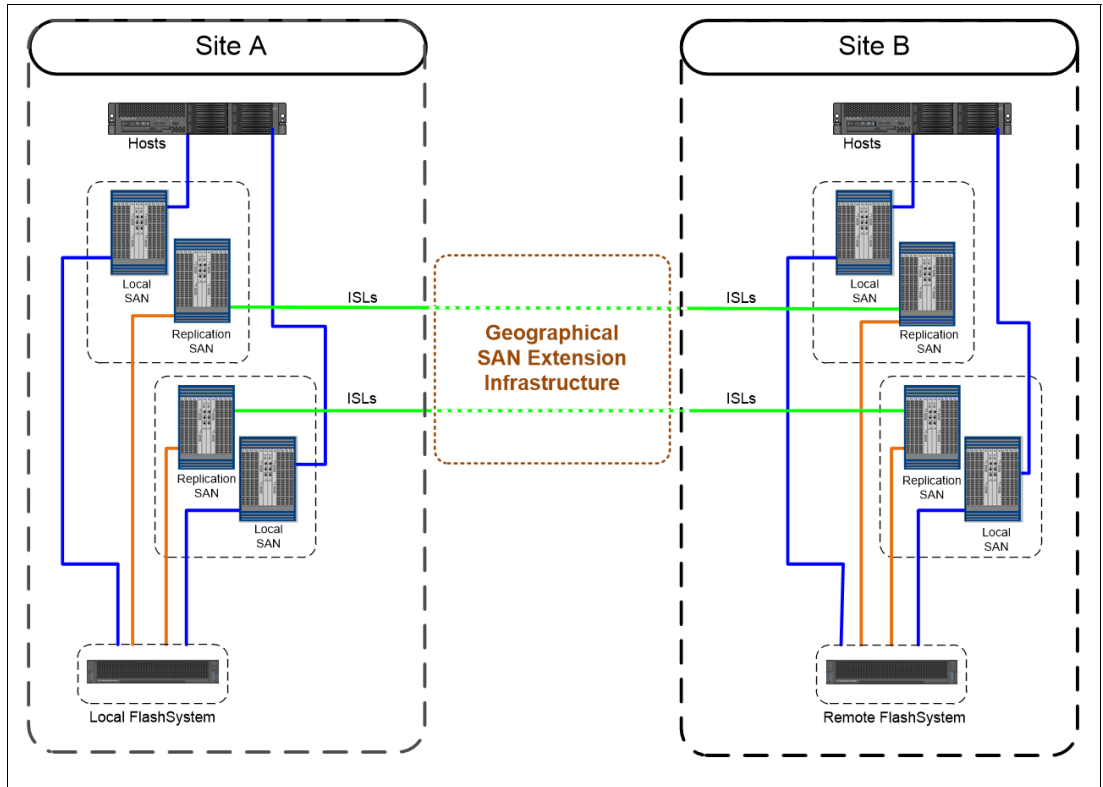 Site A
Site B
Hosts
Hosts
Local
SAN
Local
SAN
Replication
SAN
Replication
SAN
ISLs
ISLs
Geographical
SAN Extension
Infrastructure
ISLs
ISLs
Replication
SAN
Replication
SAN
Local
SAN
Local
SAN
Local FlashSystem
Remote FlashSystem